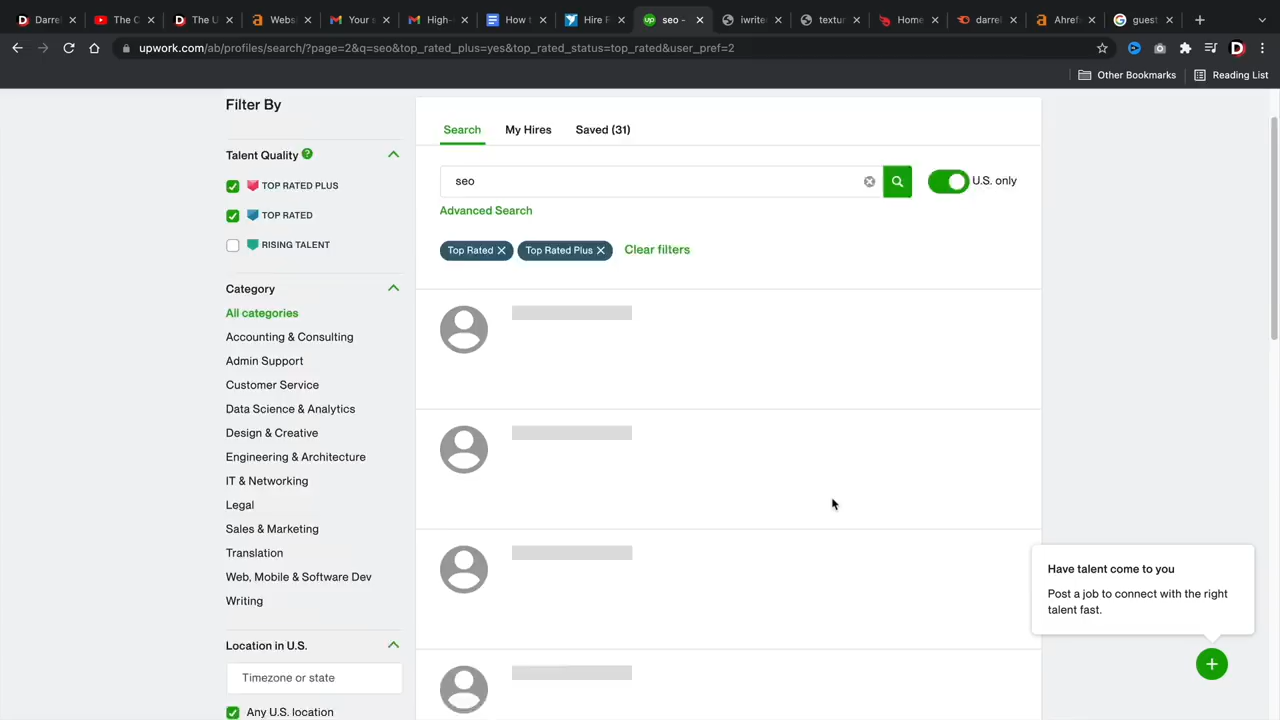 Darrel
The C
The U
Webs
Your s
High-
How t
Hire F
up seo -
iwrite
textur
Home
darrel
Ahref
guest
upwork.com/ab/profiles/search/?page=2&q=seo&top_rated_plus=yes&top_rated_status=top_rated&user_pref=2
Other Bookmarks
Reading List
Filter By
Talent Quality ?
TOP RATED PLUS
TOP RATED
RISING TALENT
Category
All categories
Accounting & Consulting
Admin Support
Customer Service
Data Science & Analytics
Design & Creative
Engineering & Architecture
IT & Networking
Legal
Sales & Marketing
Translation
Web, Mobile & Software Dev
Writing
Location in U.S.
Timezone or state
Any U.S. location
Search
My Hires
Saved (31)
seo
U.S. only
Advanced Search
Top Rated
Top Rated Plus
Clear filters
Have talent come to you
Post a job to connect with the right
talent fast.